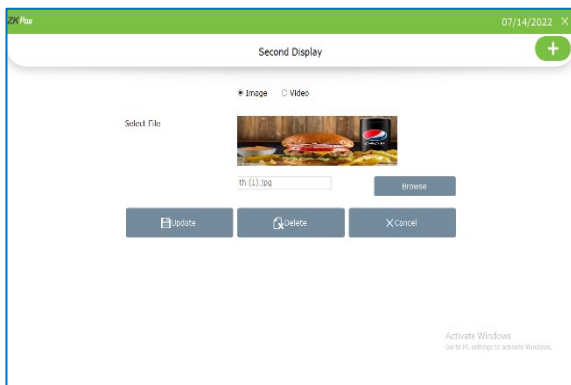 ZKPos
07/14/2022 X
Second Display
+
Image Video
Select File
pepsi
th (1).jpg
Browse
Update Delete X Cancel
Activate Windows
Go to PC settings to activate Windows.